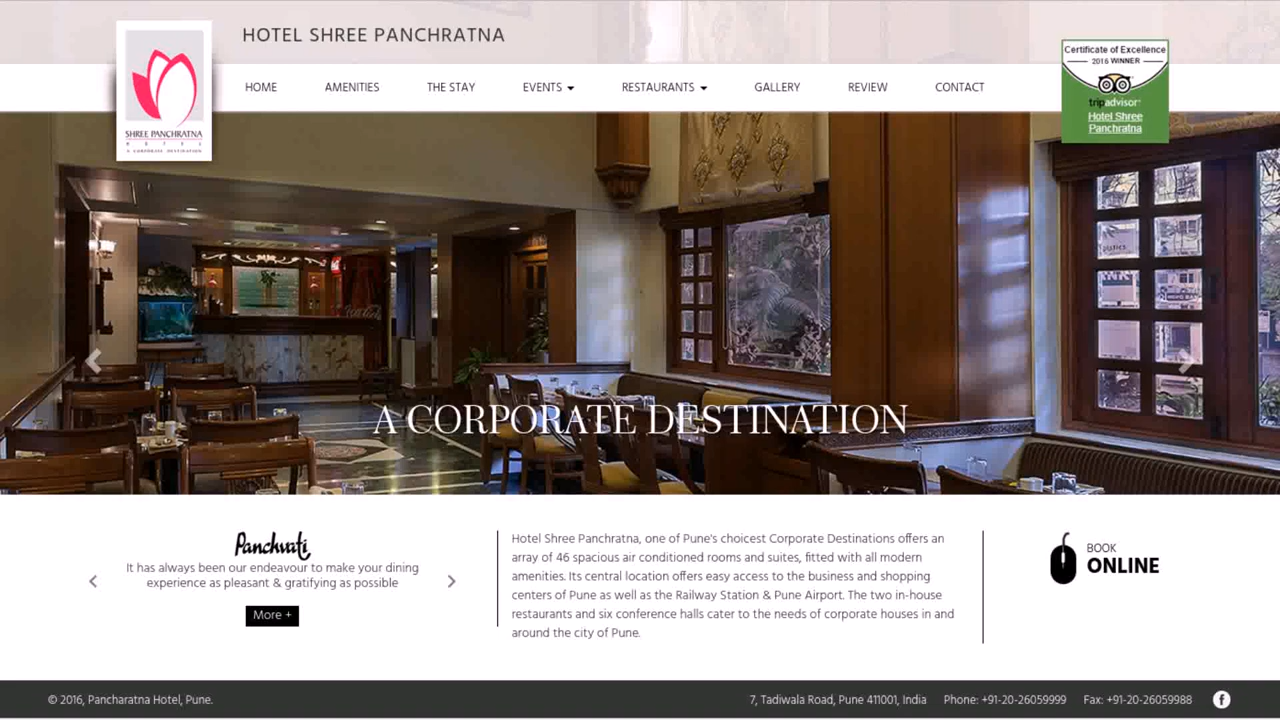 HOTEL SHREE PANCHRATNA
SHREE PANCHRATNA
HOTEL
A CORPORATE DESTINATION
HOME AMENITIES THE STAY EVENTS RESTAURANTS GALLERY REVIEW CONTACT
Certificate of Excellence
2016 WINNER
tripadvisor
Hotel Shree
Panchratna
A CORPORATE DESTINATION
Panchvati
It has always been our endeavour to make your dining
experience as pleasant & gratifying as possible
More +
Hotel Shree Panchratna, one of Pune's choicest Corporate Destinations offers an
array of 46 spacious air conditioned rooms and suites, fitted with all modern
amenities. Its central location offers easy access to the business and shopping
centers of Pune as well as the Railway Station & Pune Airport. The two in-house
restaurants and six conference halls cater to the needs of corporate houses in and
around the city of Pune.
BOOK
ONLINE
© 2016, Pancharatna Hotel, Pune.
7, Tadiwala Road, Pune 411001, India Phone: +91-20-26059999 Fax: +91-20-26059988